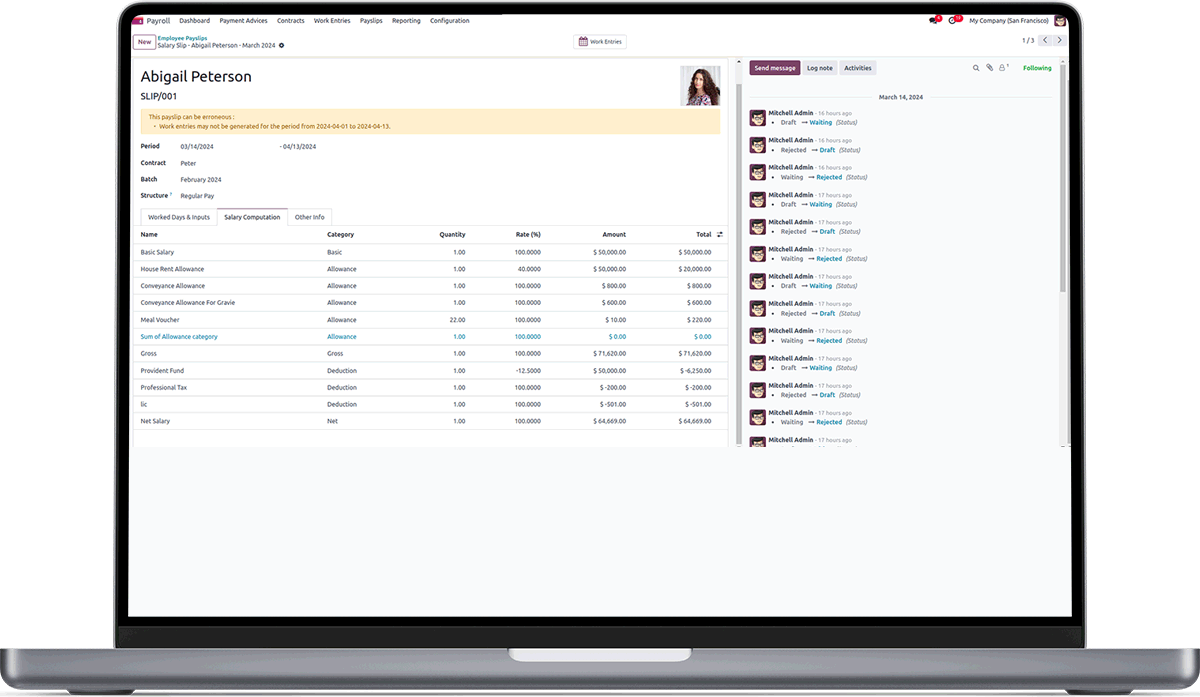 Payroll Dashboard Payment Advices Contracts Work Entries Payslips Reporting Configuration My Company (San Francisco)
New Employee Payslips
Salary Slip - Abigail Peterson - March 2024
Work Entries
1 / 3
Abigail Peterson
SLIP/001
This payslip can be erroneous :
• Work entries may not be generated for the period from 2024-04-01 to 2024-04-13.
Period 03/14/2024 - 04/13/2024
Contract Peter
Batch February 2024
Structure ? Regular Pay
Worked Days & Inputs Salary Computation Other Info
Name Category Quantity Rate (%) Amount Total
Basic Salary Basic 1.00 100.0000 $ 50,000.00 $ 50,000.00
House Rent Allowance Allowance 1.00 40.0000 $ 50,000.00 $ 20,000.00
Conveyance Allowance Allowance 1.00 100.0000 $ 800.00 $ 800.00
Conveyance Allowance For Gravie Allowance 1.00 100.0000 $ 600.00 $ 600.00
Meal Voucher Allowance 22.00 100.0000 $ 10.00 $ 220.00
Sum of Allowance category Allowance 1.00 100.0000 $ 0.00 $ 0.00
Gross Gross 1.00 100.0000 $ 71,620.00 $ 71,620.00
Provident Fund Deduction 1.00 -12.5000 $ 50,000.00 $ -6,250.00
Professional Tax Deduction 1.00 100.0000 $ -200.00 $ -200.00
lic Deduction 1.00 100.0000 $ -501.00 $ -501.00
Net Salary Net 1.00 100.0000 $ 64,669.00 $ 64,669.00
Send message Log note Activities 1 Following
March 14, 2024
Mitchell Admin - 16 hours ago
• Draft → Waiting (Status)
Mitchell Admin - 16 hours ago
• Rejected → Draft (Status)
Mitchell Admin - 16 hours ago
• Waiting → Rejected (Status)
Mitchell Admin - 17 hours ago
• Draft → Waiting (Status)
Mitchell Admin - 17 hours ago
• Rejected → Draft (Status)
Mitchell Admin - 17 hours ago
• Waiting → Rejected (Status)
Mitchell Admin - 17 hours ago
• Draft → Waiting (Status)
Mitchell Admin - 17 hours ago
• Rejected → Draft (Status)
Mitchell Admin - 17 hours ago
• Waiting → Rejected (Status)
Mitchell Admin - 17 hours ago
• Draft → Waiting (Status)
Mitchell Admin - 17 hours ago
• Rejected → Draft (Status)
Mitchell Admin - 17 hours ago
• Waiting → Rejected (Status)
Mitchell Admin - 17 hours ago